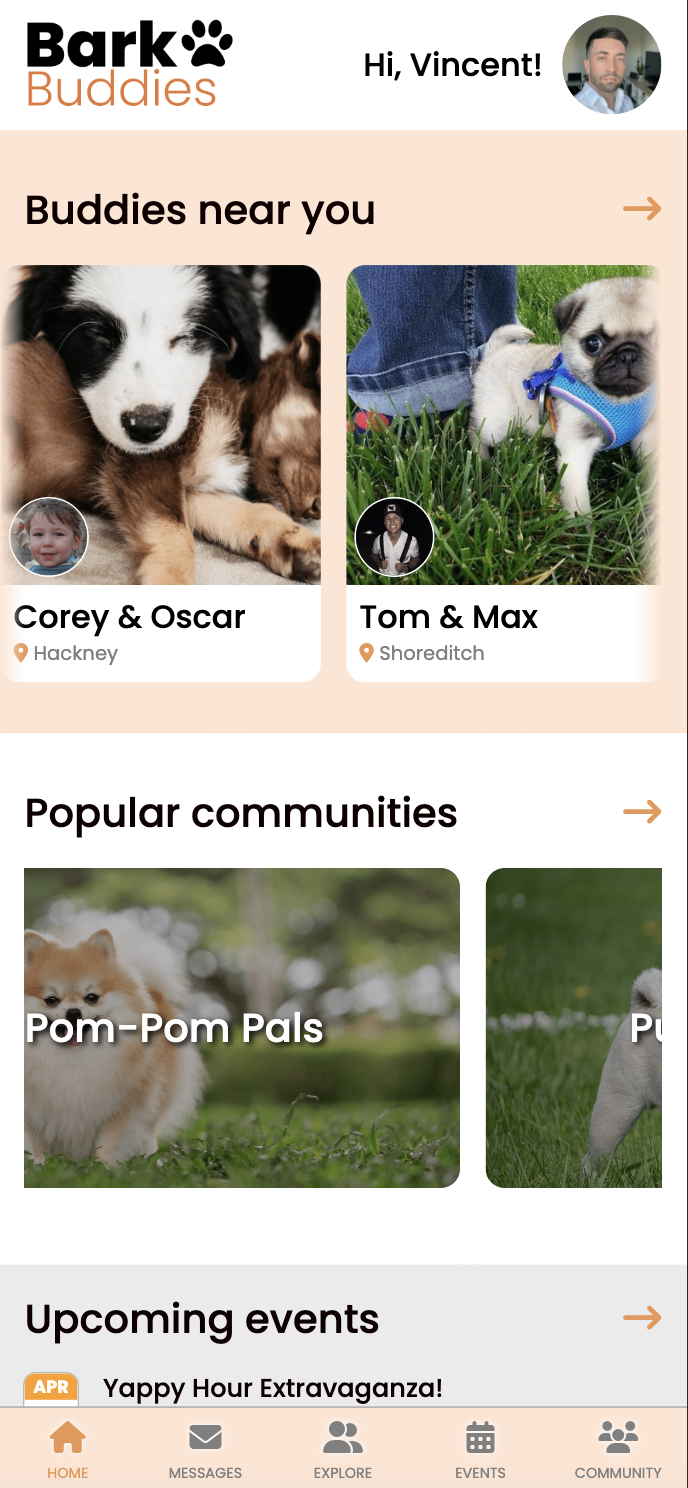 Bark
Buddies
Hi, Vincent!
Buddies near you
Corey & Oscar
Hackney
Tom & Max
Shoreditch
Popular communities
Pom-Pom Pals
Pu
Upcoming events
APR
Yappy Hour Extravaganza!
HOME
MESSAGES
EXPLORE
EVENTS
COMMUNITY